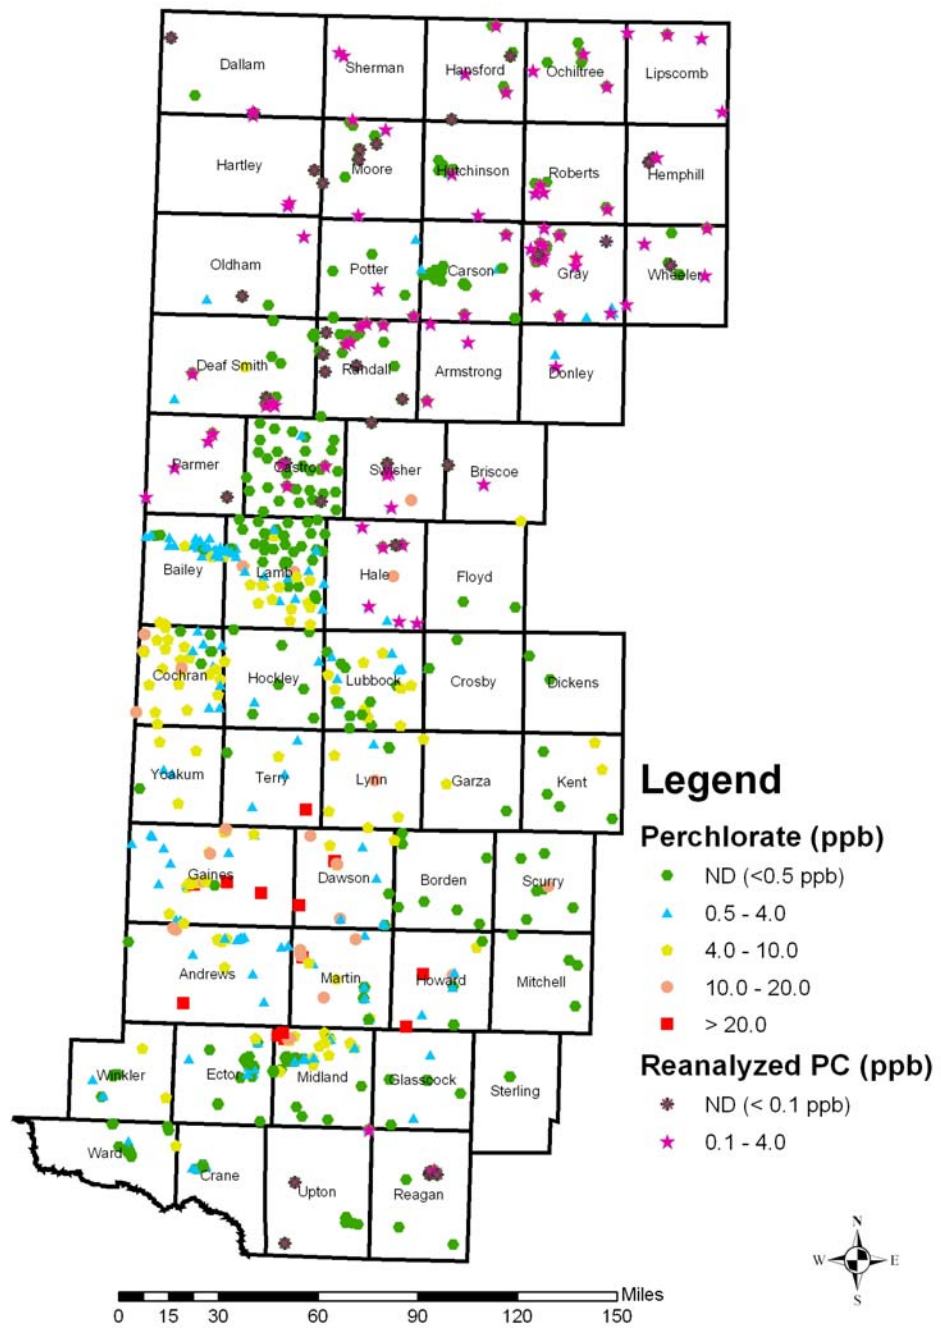 Dallam
Sherman
Hansford
Ochiltree
Lipscomb
Hartley
Moore
Hutchinson
Roberts
Hemphill
Oldham
Potter
Carson
Gray
Wheeler
Deaf Smith
Randall
Armstrong
Donley
Parmer
Castro
Swisher
Briscoe
Bailey
Lamb
Hale
Floyd
Cochran
Hockley
Lubbock
Crosby
Dickens
Yoakum
Terry
Lynn
Garza
Kent
Gaines
Dawson
Borden
Scurry
Andrews
Martin
Howard
Mitchell
Winkler
Ector
Midland
Glasscock
Sterling
Ward
Crane
Upton
Reagan
Legend
Perchlorate (ppb)
ND (<0.5 ppb)
0.5 - 4.0
4.0 - 10.0
10.0 - 20.0
> 20.0
Reanalyzed PC (ppb)
ND (< 0.1 ppb)
0.1 - 4.0
N
W E
S
Miles
0 15 30 60 90 120 150